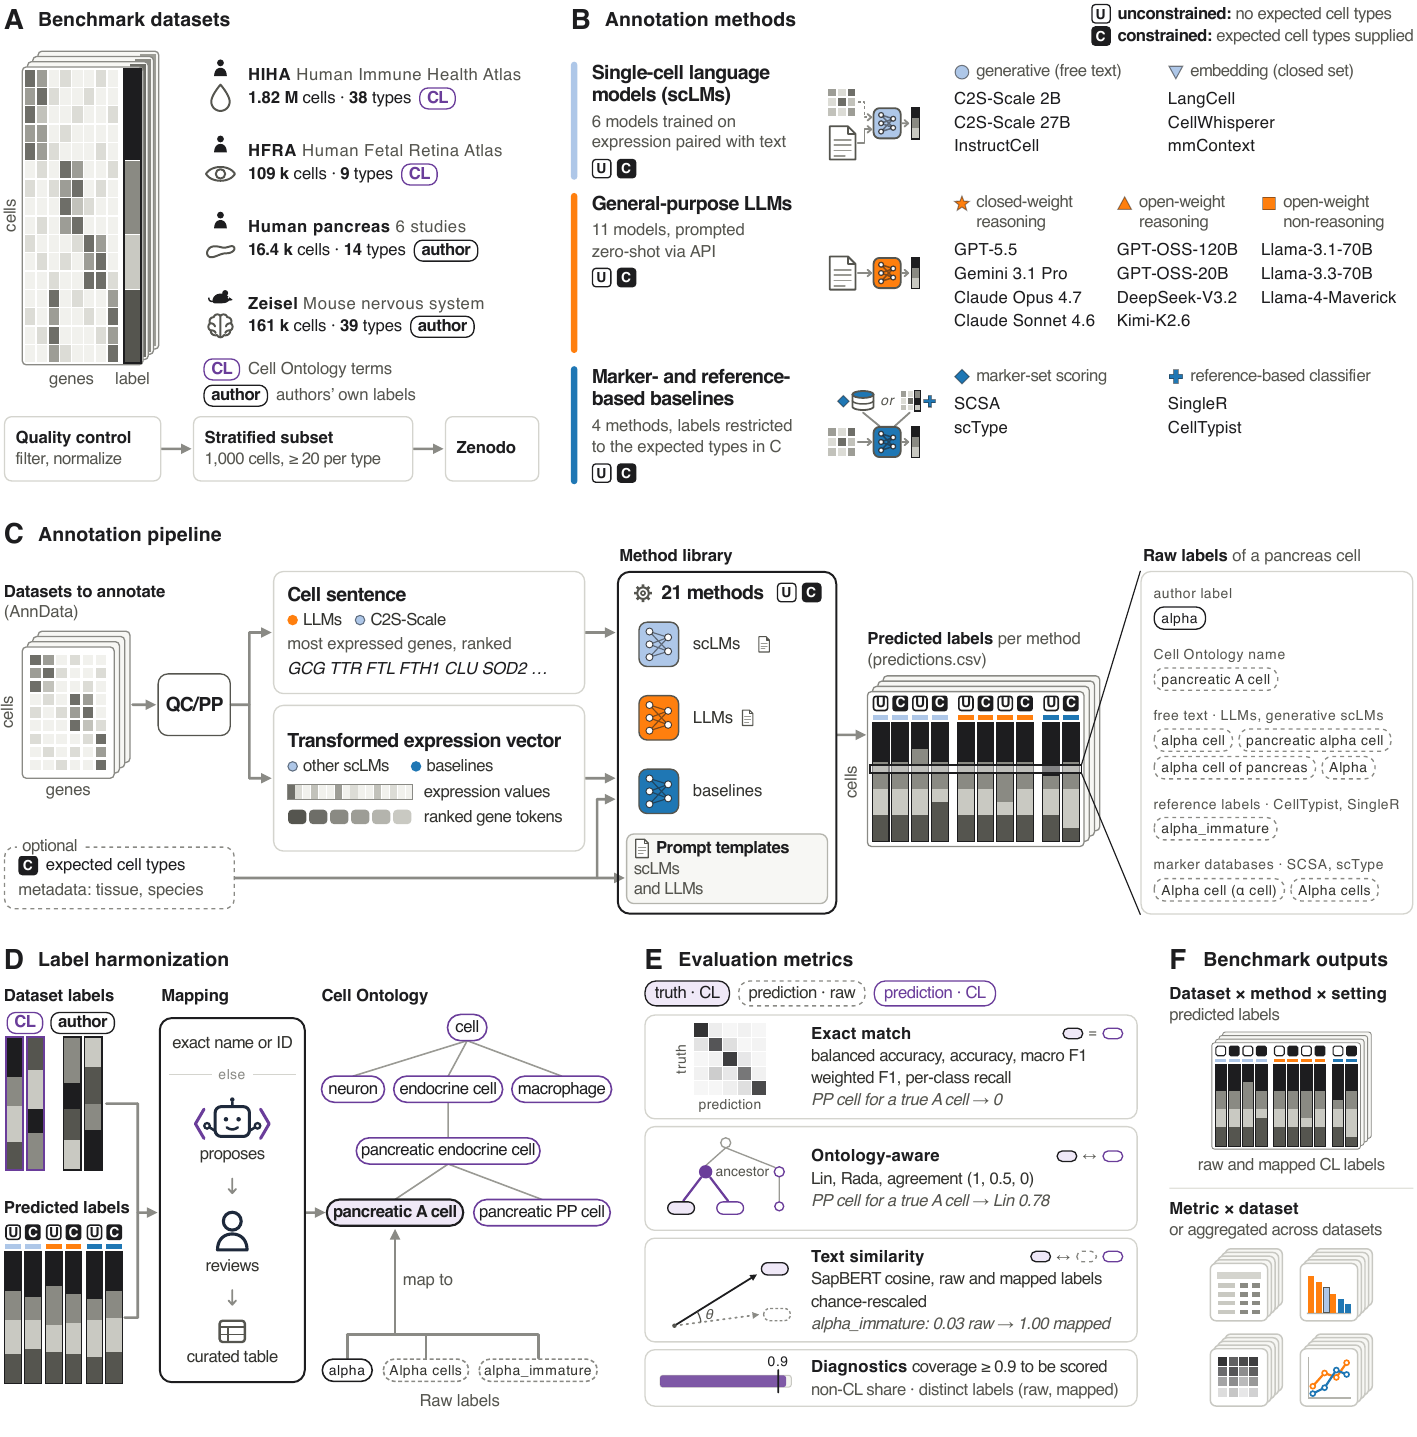 A Benchmark datasets
cells
genes label
HIHA Human Immune Health Atlas
1.82 M cells · 38 types CL
HFRA Human Fetal Retina Atlas
109 k cells · 9 types CL
Human pancreas 6 studies
16.4 k cells · 14 types author
Zeisel Mouse nervous system
161 k cells · 39 types author
CL Cell Ontology terms
author authors' own labels
Quality control
filter, normalize
Stratified subset
1,000 cells, ≥ 20 per type
Zenodo
B Annotation methods
U unconstrained: no expected cell types
C constrained: expected cell types supplied
Single-cell language
models (scLMs)
6 models trained on
expression paired with text
U C
generative (free text)
C2S-Scale 2B
C2S-Scale 27B
InstructCell
embedding (closed set)
LangCell
CellWhisperer
mmContext
General-purpose LLMs
11 models, prompted
zero-shot via API
U C
closed-weight
reasoning
GPT-5.5
Gemini 3.1 Pro
Claude Opus 4.7
Claude Sonnet 4.6
open-weight
reasoning
GPT-OSS-120B
GPT-OSS-20B
DeepSeek-V3.2
Kimi-K2.6
open-weight
non-reasoning
Llama-3.1-70B
Llama-3.3-70B
Llama-4-Maverick
Marker- and reference-
based baselines
4 methods, labels restricted
to the expected types in C
U C
or
marker-set scoring
SCSA
scType
reference-based classifier
SingleR
CellTypist
C Annotation pipeline
Datasets to annotate
(AnnData)
cells
genes
QC/PP
optional
C expected cell types
metadata: tissue, species
Cell sentence
LLMs C2S-Scale
most expressed genes, ranked
GCG TTR FTL FTH1 CLU SOD2 …
Transformed expression vector
other scLMs baselines
expression values
ranked gene tokens
Method library
21 methods U C
scLMs
LLMs
baselines
Prompt templates
scLMs
and LLMs
Predicted labels per method
(predictions.csv)
U C U C U C U C U C
cells
Raw labels of a pancreas cell
author label
alpha
Cell Ontology name
pancreatic A cell
free text · LLMs, generative scLMs
alpha cell pancreatic alpha cell
alpha cell of pancreas Alpha
reference labels · CellTypist, SingleR
alpha_immature
marker databases · SCSA, scType
Alpha cell (α cell) Alpha cells
D Label harmonization
Dataset labels
CL author
Predicted labels
U C U C U C
Mapping
exact name or ID
else
proposes
reviews
curated table
Cell Ontology
cell
neuron endocrine cell macrophage
pancreatic endocrine cell
pancreatic A cell pancreatic PP cell
map to
alpha Alpha cells alpha_immature
Raw labels
E Evaluation metrics
truth · CL prediction · raw prediction · CL
truth
prediction
Exact match
=
balanced accuracy, accuracy, macro F1
weighted F1, per-class recall
PP cell for a true A cell → 0
ancestor
Ontology-aware
↔
Lin, Rada, agreement (1, 0.5, 0)
PP cell for a true A cell → Lin 0.78
θ
Text similarity
↔
SapBERT cosine, raw and mapped labels
chance-rescaled
alpha_immature: 0.03 raw → 1.00 mapped
0.9
Diagnostics coverage ≥ 0.9 to be scored
non-CL share · distinct labels (raw, mapped)
F Benchmark outputs
Dataset × method × setting
predicted labels
raw and mapped CL labels
Metric × dataset
or aggregated across datasets